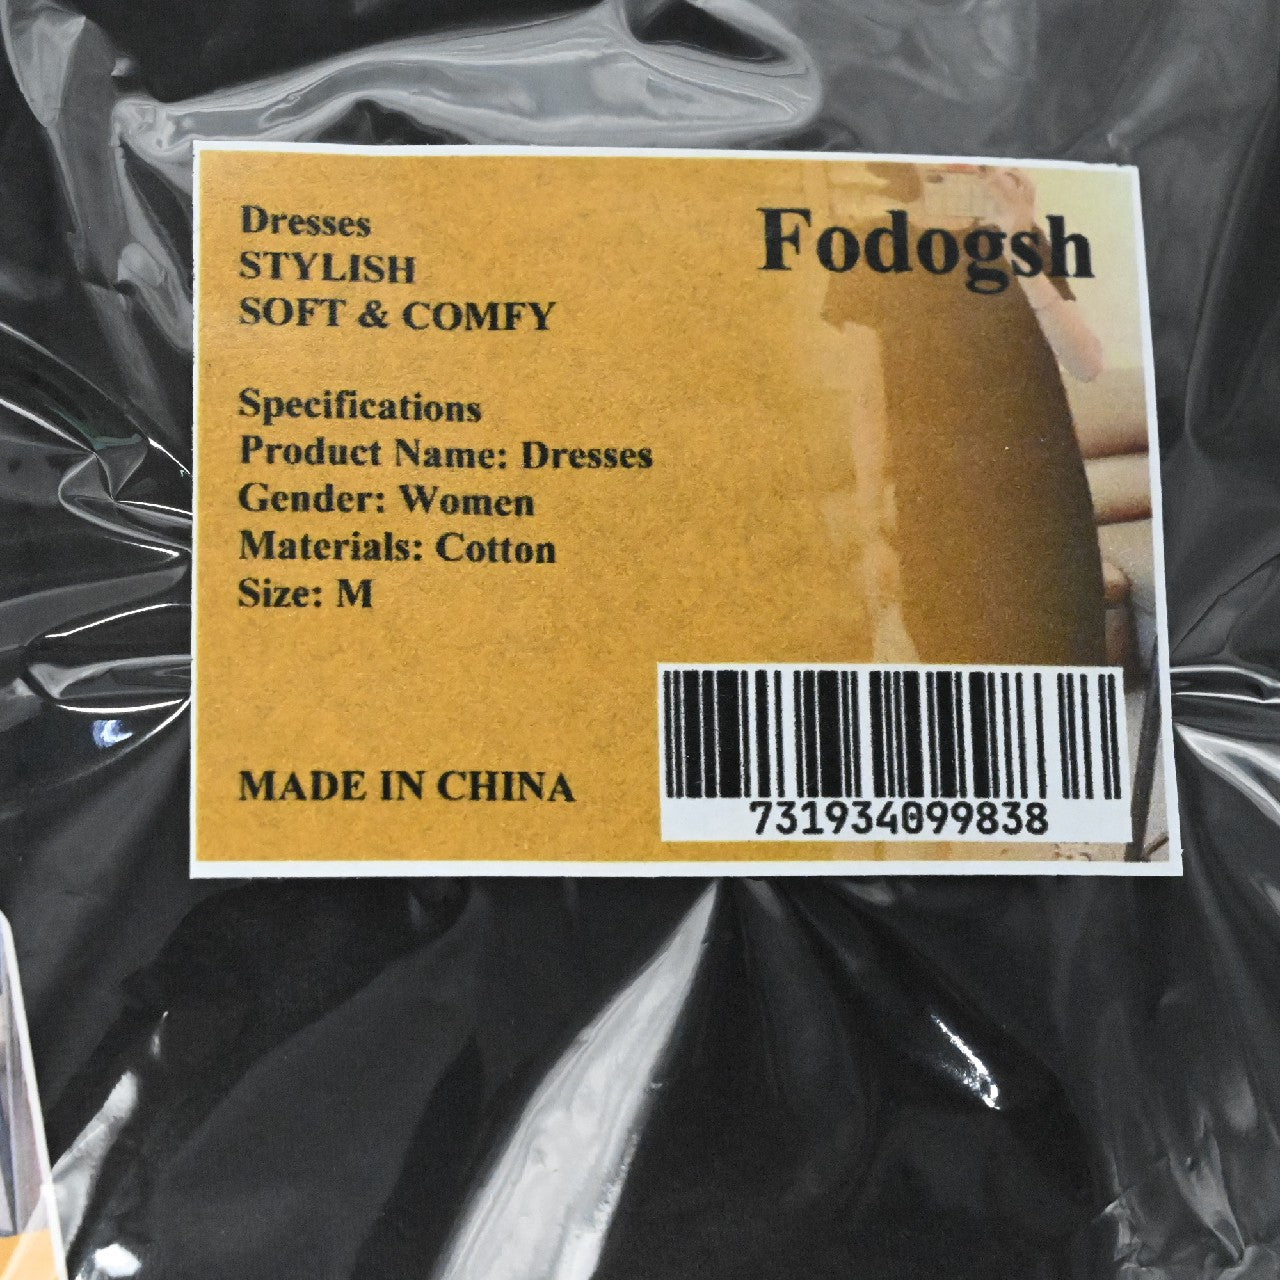 Dresses
STYLISH
SOFT & COMFY
Fodogsh
Specifications
Product Name: Dresses
Gender: Women
Materials: Cotton
Size: M
MADE IN CHINA
731934099838